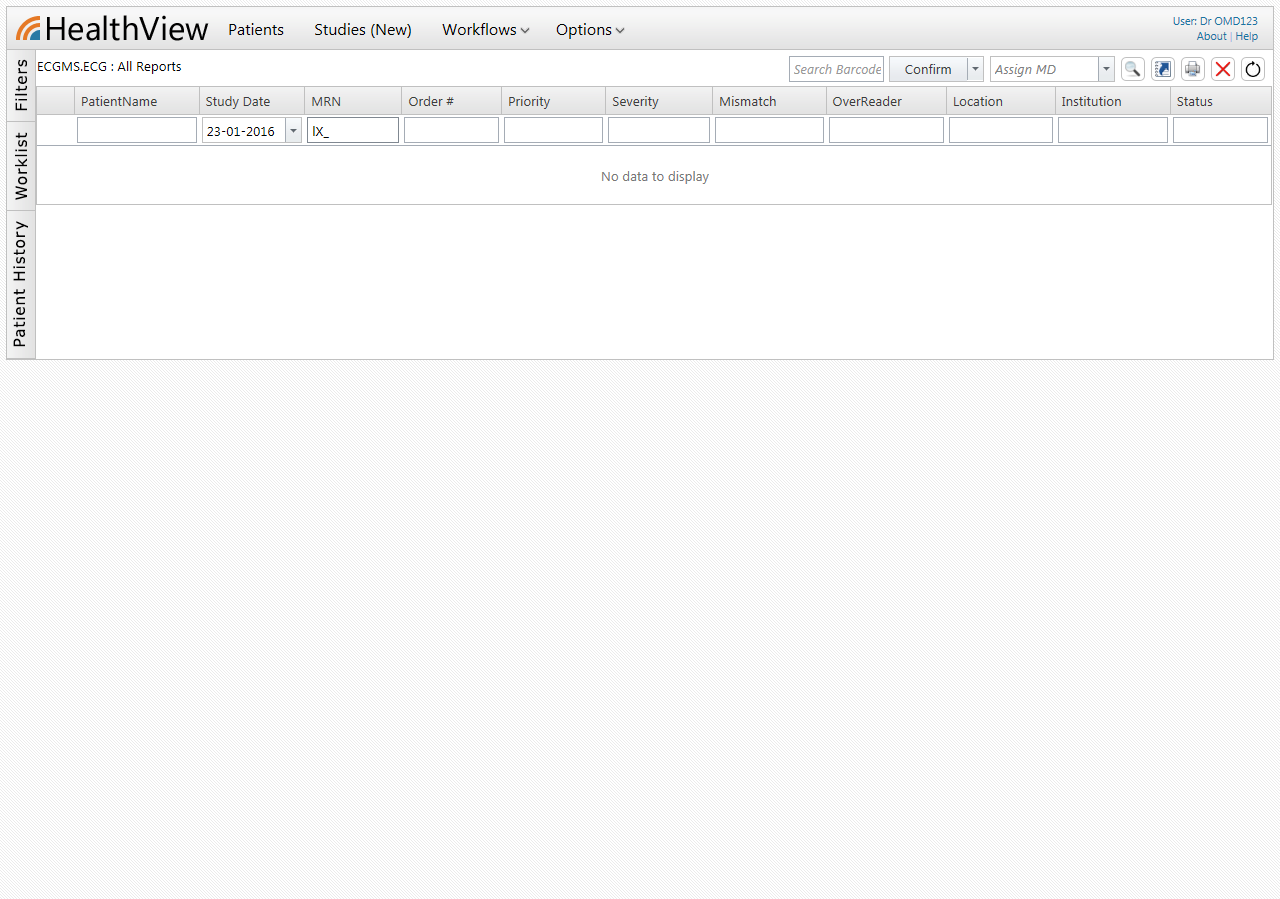 HealthView
Patients Studies (New) Workflows Options
User: Dr OMD123
About | Help
Filters
Worklist
Patient History
ECGMS.ECG : All Reports
Search Barcode Confirm Assign MD
PatientName Study Date MRN Order # Priority Severity Mismatch OverReader Location Institution Status
23-01-2016 lX_
No data to display